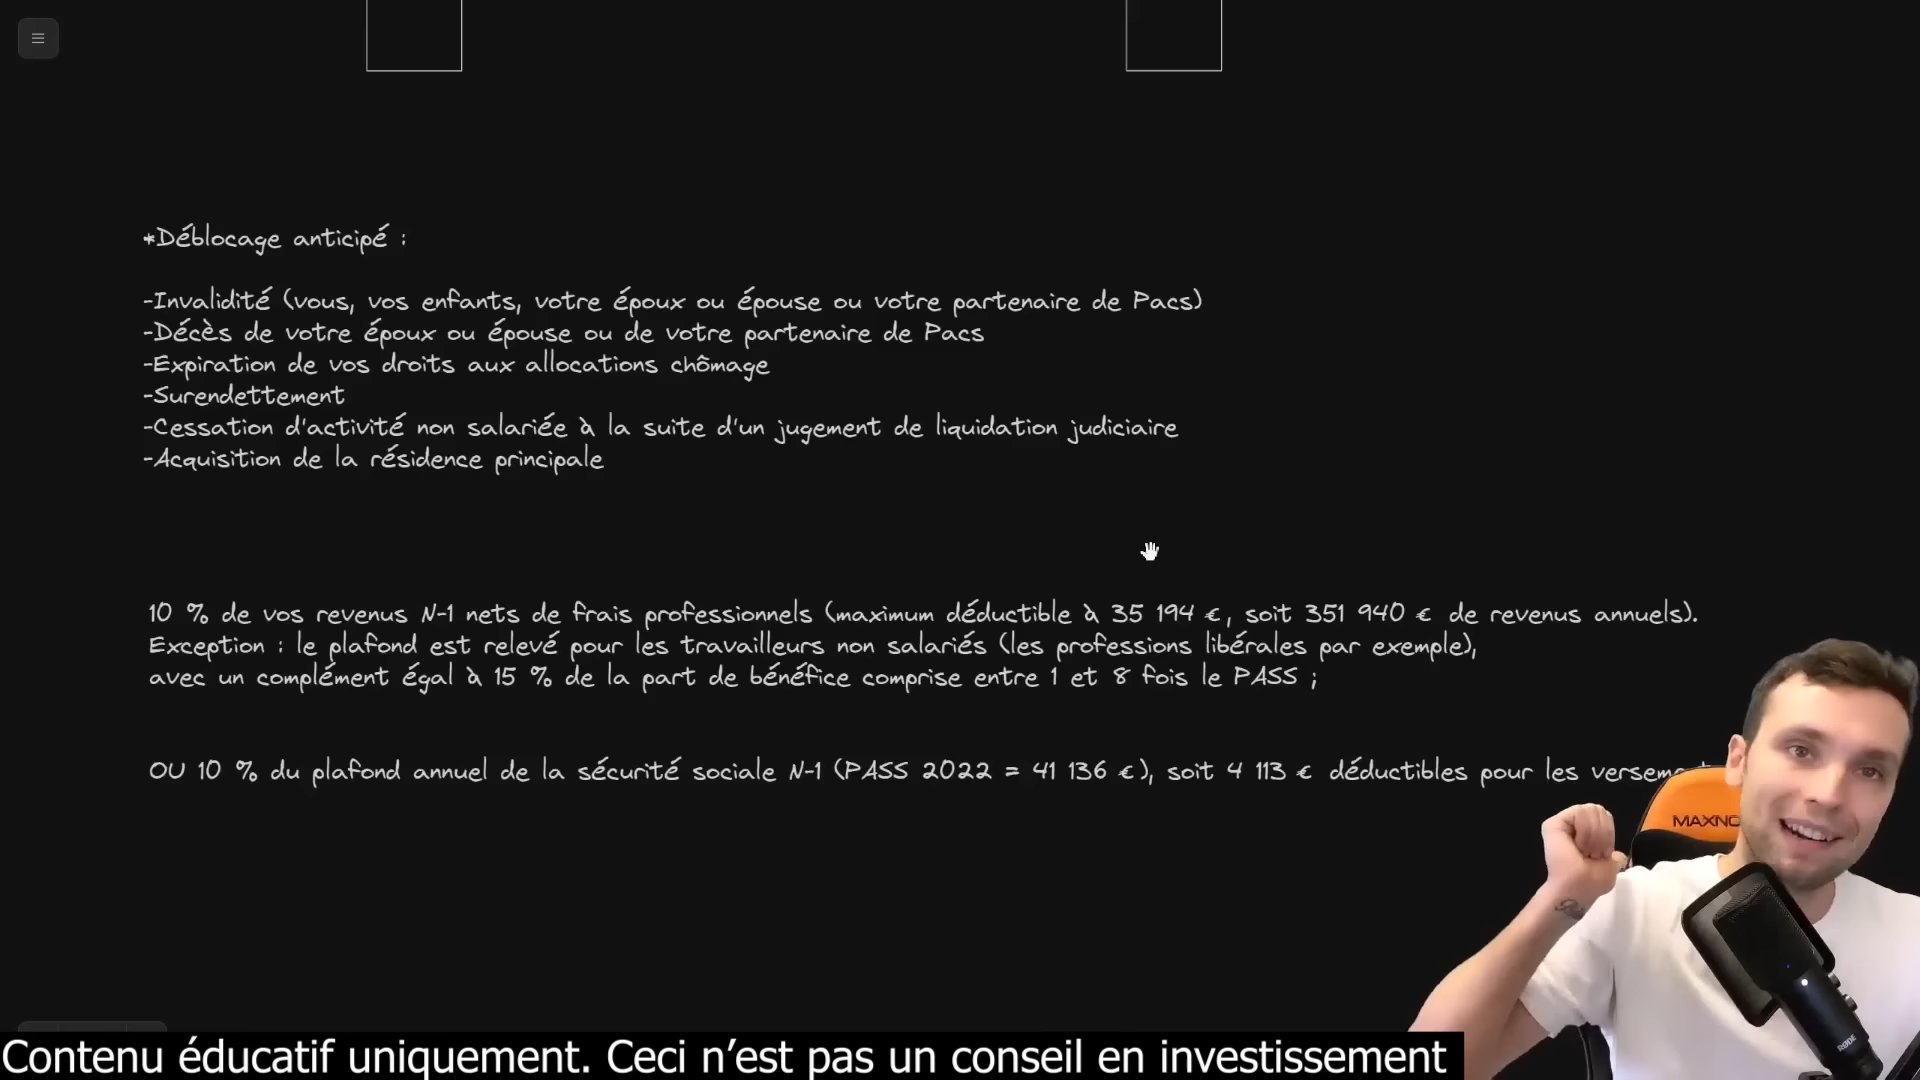 *Déblocage anticipé :
-Invalidité (vous, vos enfants, votre époux ou épouse ou votre partenaire de Pacs)
-Décès de votre époux ou épouse ou de votre partenaire de Pacs
-Expiration de vos droits aux allocations chômage
-Surendettement
-Cessation d'activité non salariée à la suite d'un jugement de liquidation judiciaire
-Acquisition de la résidence principale
10 % de vos revenus N-1 nets de frais professionnels (maximum déductible à 35 194 €, soit 351 940 € de revenus annuels).
Exception : le plafond est relevé pour les travailleurs non salariés (les professions libérales par exemple),
avec un complément égal à 15 % de la part de bénéfice comprise entre 1 et 8 fois le PASS ;
OU 10 % du plafond annuel de la sécurité sociale N-1 (PASS 2022 = 41 136 €), soit 4 113 € déductibles pour les
MAXNO
RØDE
Contenu éducatif uniquement. Ceci n’est pas un conseil en investissement